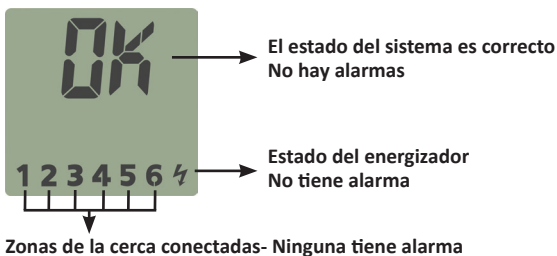 OK
El estado del sistema es correcto
No hay alarmas
1 2 3 4 5 6
Estado del energizador
No tiene alarma
Zonas de la cerca conectadas- Ninguna tiene alarma